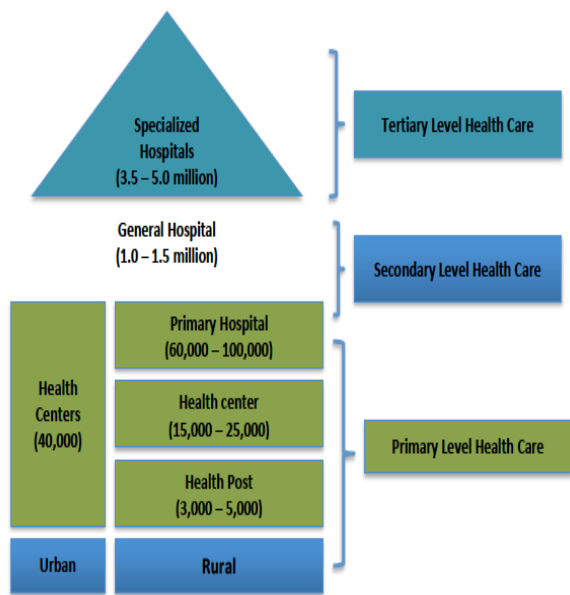 Specialized
Hospitals
(3.5 – 5.0 million)
Tertiary Level Health Care
General Hospital
(1.0 – 1.5 million)
Secondary Level Health Care
Health
Centers
(40,000)
Primary Hospital
(60,000 – 100,000)
Health center
(15,000 – 25,000)
Health Post
(3,000 – 5,000)
Primary Level Health Care
Urban
Rural